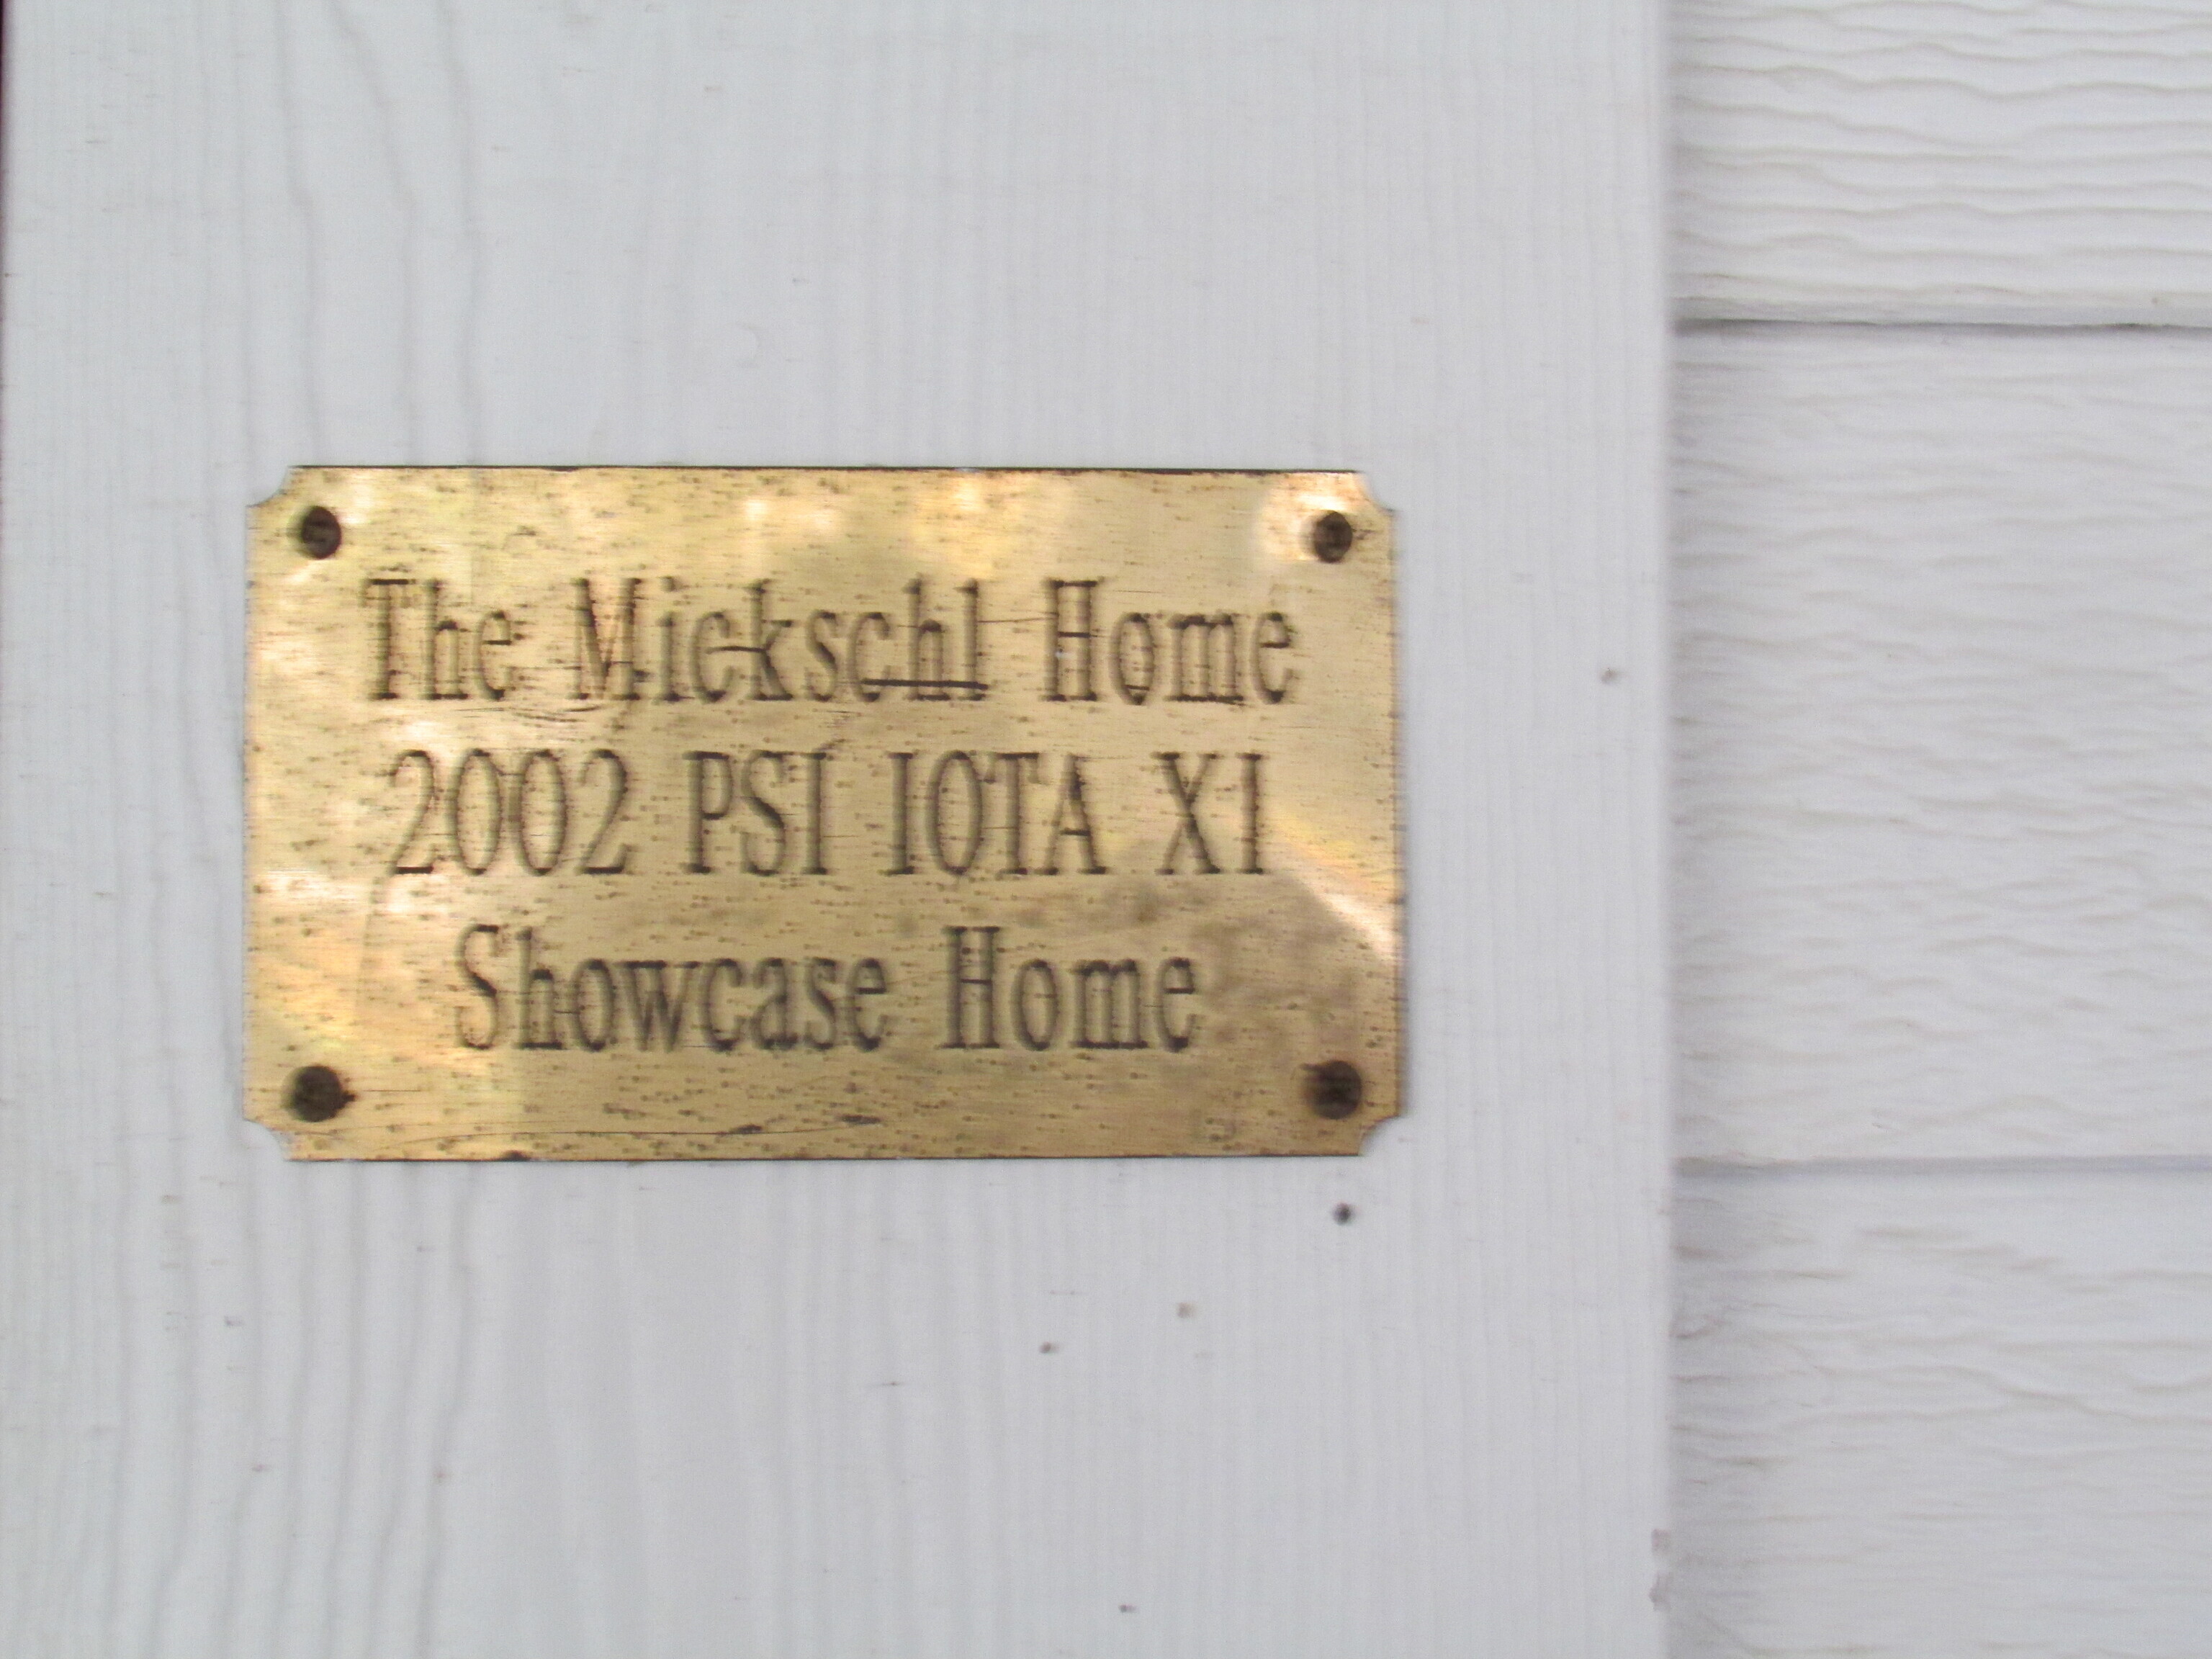 The Mickschl Home
2002 PSI IOTA XI
Showcase Home